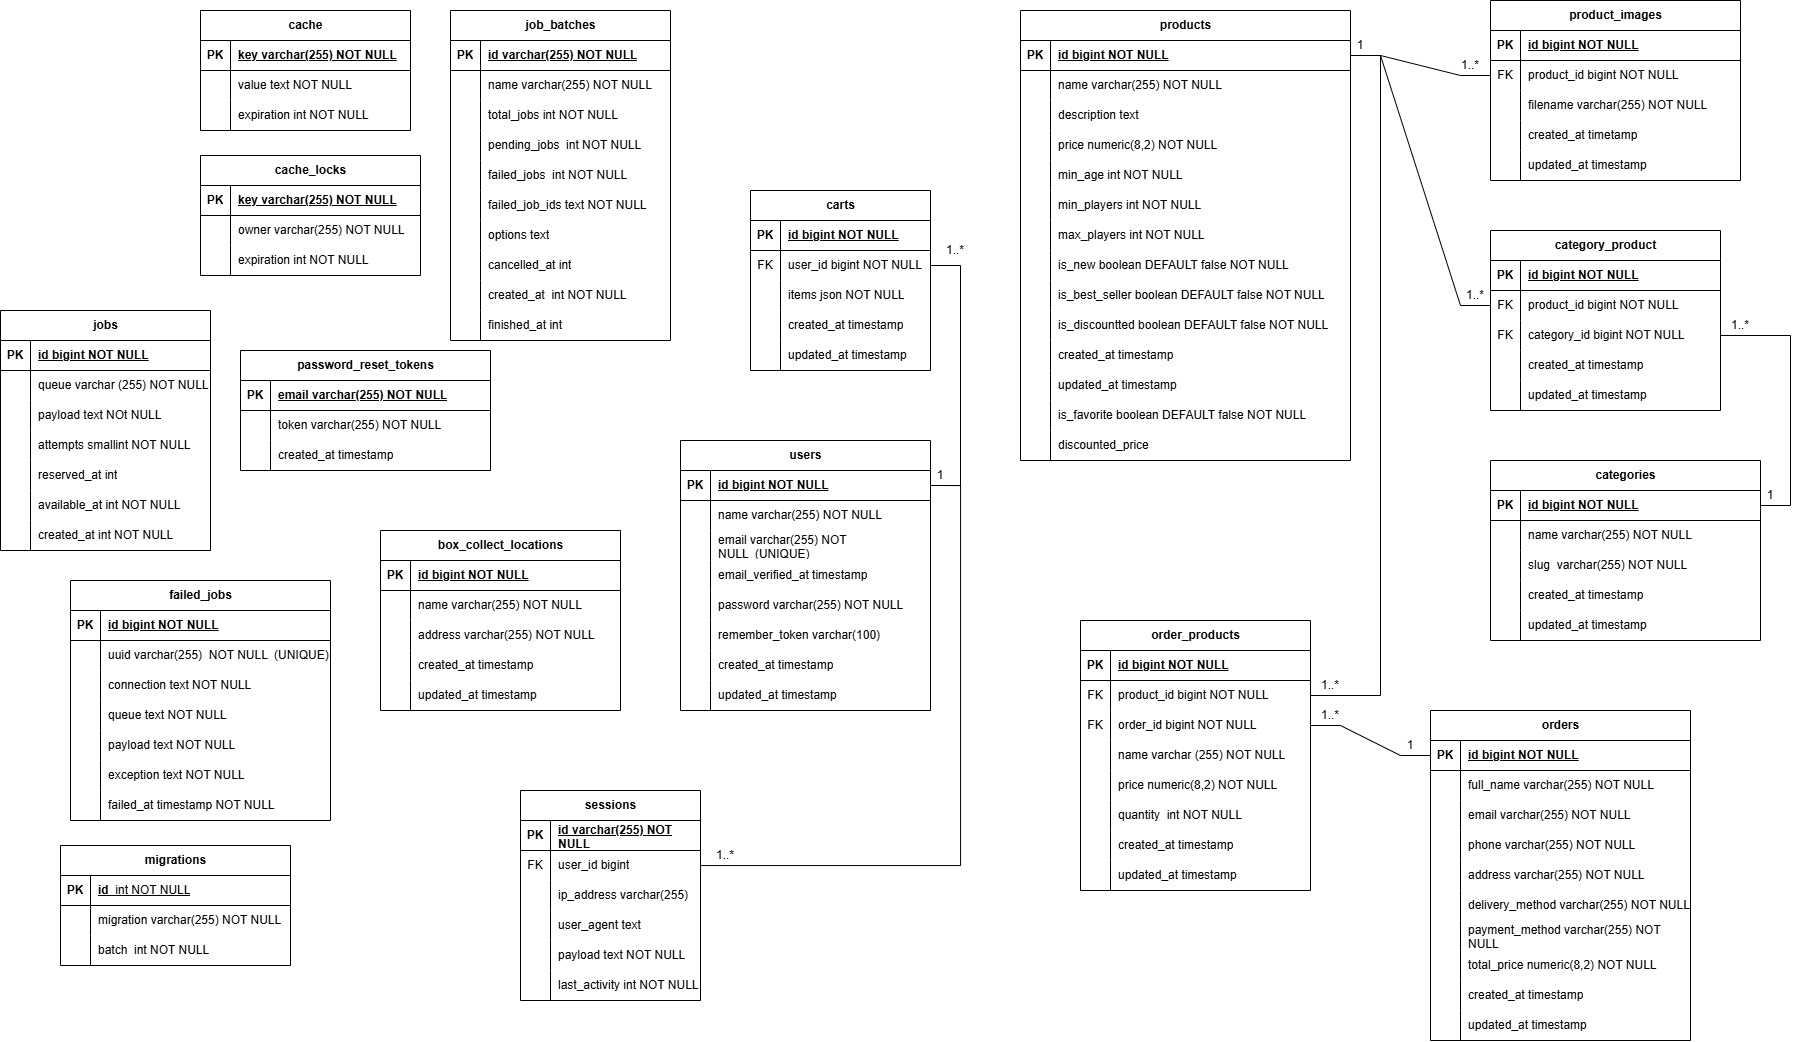 cache
PK
key varchar(255) NOT NULL
value text NOT NULL
expiration int NOT NULL
cache_locks
PK
key varchar(255) NOT NULL
owner varchar(255) NOT NULL
expiration int NOT NULL
job_batches
PK
id varchar(255) NOT NULL
name varchar(255) NOT NULL
total_jobs int NOT NULL
pending_jobs  int NOT NULL
failed_jobs  int NOT NULL
failed_job_ids text NOT NULL
options text
cancelled_at int
created_at  int NOT NULL
finished_at int
jobs
PK
id bigint NOT NULL
queue varchar (255) NOT NULL
payload text NOt NULL
attempts smallint NOT NULL
reserved_at int
available_at int NOT NULL
created_at int NOT NULL
password_reset_tokens
PK
email varchar(255) NOT NULL
token varchar(255) NOT NULL
created_at timestamp
box_collect_locations
PK
id bigint NOT NULL
name varchar(255) NOT NULL
address varchar(255) NOT NULL
created_at timestamp
updated_at timestamp
failed_jobs
PK
id bigint NOT NULL
uuid varchar(255)  NOT NULL  (UNIQUE)
connection text NOT NULL
queue text NOT NULL
payload text NOT NULL
exception text NOT NULL
failed_at timestamp NOT NULL
migrations
PK
id  int NOT NULL
migration varchar(255) NOT NULL
batch  int NOT NULL
carts
PK
id bigint NOT NULL
FK
user_id bigint NOT NULL
items json NOT NULL
created_at timestamp
updated_at timestamp
1..*
users
PK
id bigint NOT NULL
name varchar(255) NOT NULL
email varchar(255) NOT
NULL  (UNIQUE)
email_verified_at timestamp
password varchar(255) NOT NULL
remember_token varchar(100)
created_at timestamp
updated_at timestamp
1
sessions
PK
id varchar(255) NOT
NULL
FK
user_id bigint
ip_address varchar(255)
user_agent text
payload text NOT NULL
last_activity int NOT NULL
1..*
products
PK
id bigint NOT NULL
name varchar(255) NOT NULL
description text
price numeric(8,2) NOT NULL
min_age int NOT NULL
min_players int NOT NULL
max_players int NOT NULL
is_new boolean DEFAULT false NOT NULL
is_best_seller boolean DEFAULT false NOT NULL
is_discountted boolean DEFAULT false NOT NULL
created_at timestamp
updated_at timestamp
is_favorite boolean DEFAULT false NOT NULL
discounted_price
1
product_images
PK
id bigint NOT NULL
FK
product_id bigint NOT NULL
filename varchar(255) NOT NULL
created_at timetamp
updated_at timestamp
1..*
category_product
PK
id bigint NOT NULL
FK
product_id bigint NOT NULL
FK
category_id bigint NOT NULL
created_at timestamp
updated_at timestamp
1..*
1..*
categories
PK
id bigint NOT NULL
name varchar(255) NOT NULL
slug  varchar(255) NOT NULL
created_at timestamp
updated_at timestamp
1
order_products
PK
id bigint NOT NULL
FK
product_id bigint NOT NULL
FK
order_id bigint NOT NULL
name varchar (255) NOT NULL
price numeric(8,2) NOT NULL
quantity  int NOT NULL
created_at timestamp
updated_at timestamp
1..*
1..*
1
orders
PK
id bigint NOT NULL
full_name varchar(255) NOT NULL
email varchar(255) NOT NULL
phone varchar(255) NOT NULL
address varchar(255) NOT NULL
delivery_method varchar(255) NOT NULL
payment_method varchar(255) NOT
NULL
total_price numeric(8,2) NOT NULL
created_at timestamp
updated_at timestamp